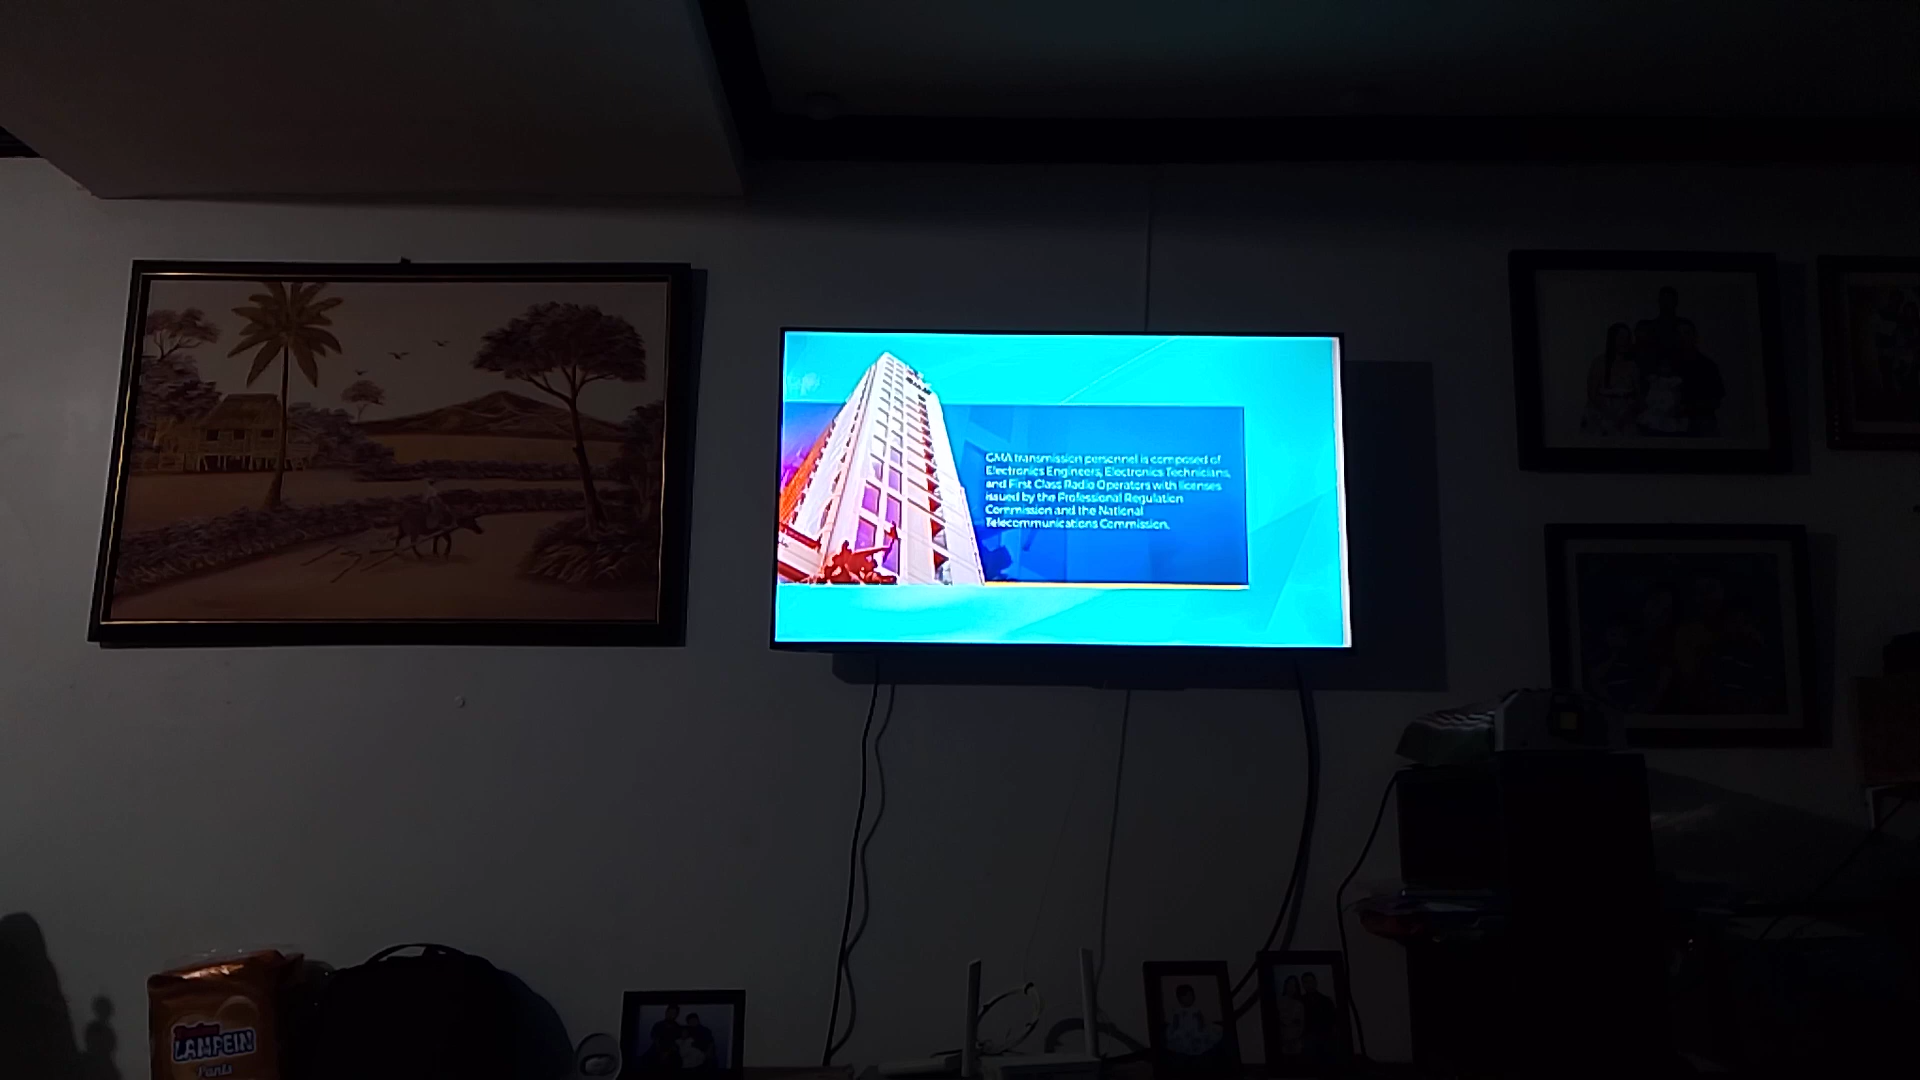 GMA transmission personnel is composed of
Electronics Engineers, Electronics Technicians,
and First Class Radio Operators with licenses
issued by the Professional Regulation
Commission and the National
Telecommunications Commission.
LAMPEIN
Pants